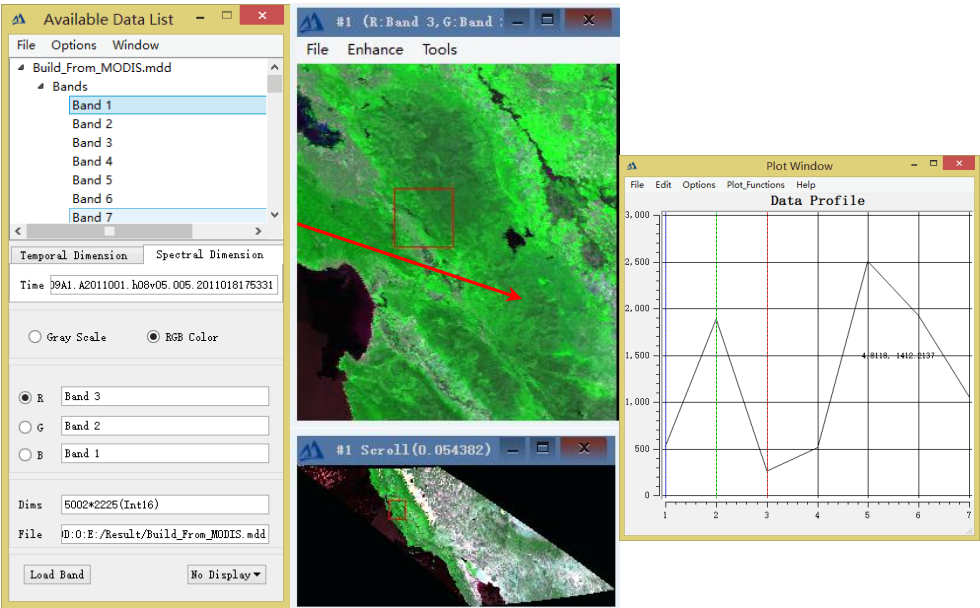 Available Data List
File Options Window
Build_From_MODIS.mdd
Bands
Band 1
Band 2
Band 3
Band 4
Band 5
Band 6
Band 7
Temporal Dimension Spectral Dimension
Time 09A1.A2011001.h08v05.005.2011018175331
Gray Scale RGB Color
R Band 3
G Band 2
B Band 1
Dims 5002*2225(Int16)
File D:O:E:/Result/Build_From_MODIS.mdd
Load Band No Display
#1 (R:Band 3,G:Band :
File Enhance Tools
#1 Scroll(0.054382)
Plot Window
File Edit Options Plot_Functions Help
Data Profile
3,000
2,500
2,000
1,500
1,000
500
0
4.8118, 1412.2137
1 2 3 4 5 6 7